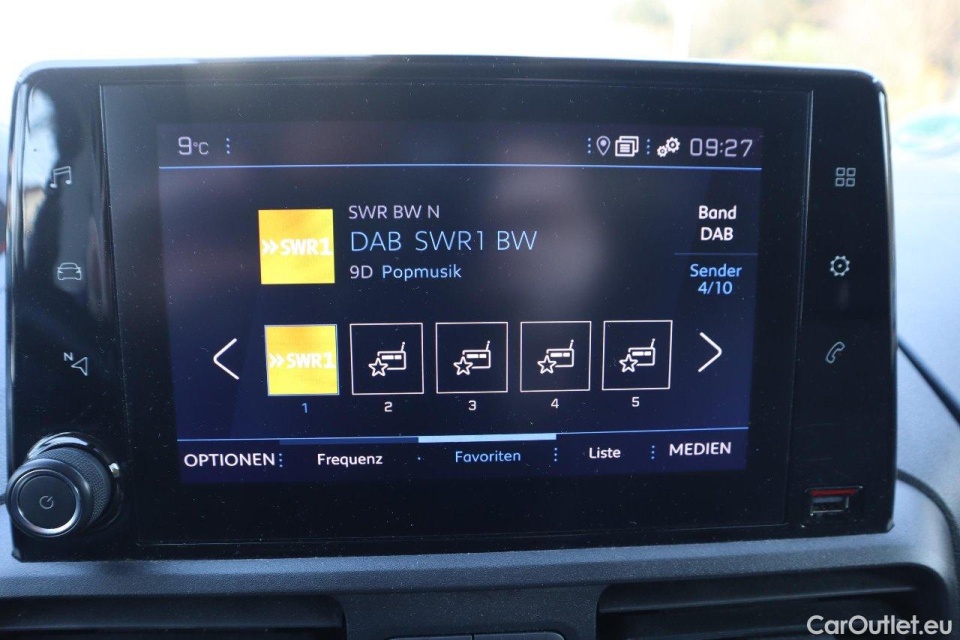 9°C
09:27
SWR BW N
DAB SWR1 BW
9D Popmusik
SWR1
Band
DAB
Sender
4/10
SWR1
1
2
3
4
5
OPTIONEN
Frequenz
Favoriten
Liste
MEDIEN
N
CarOutlet.eu